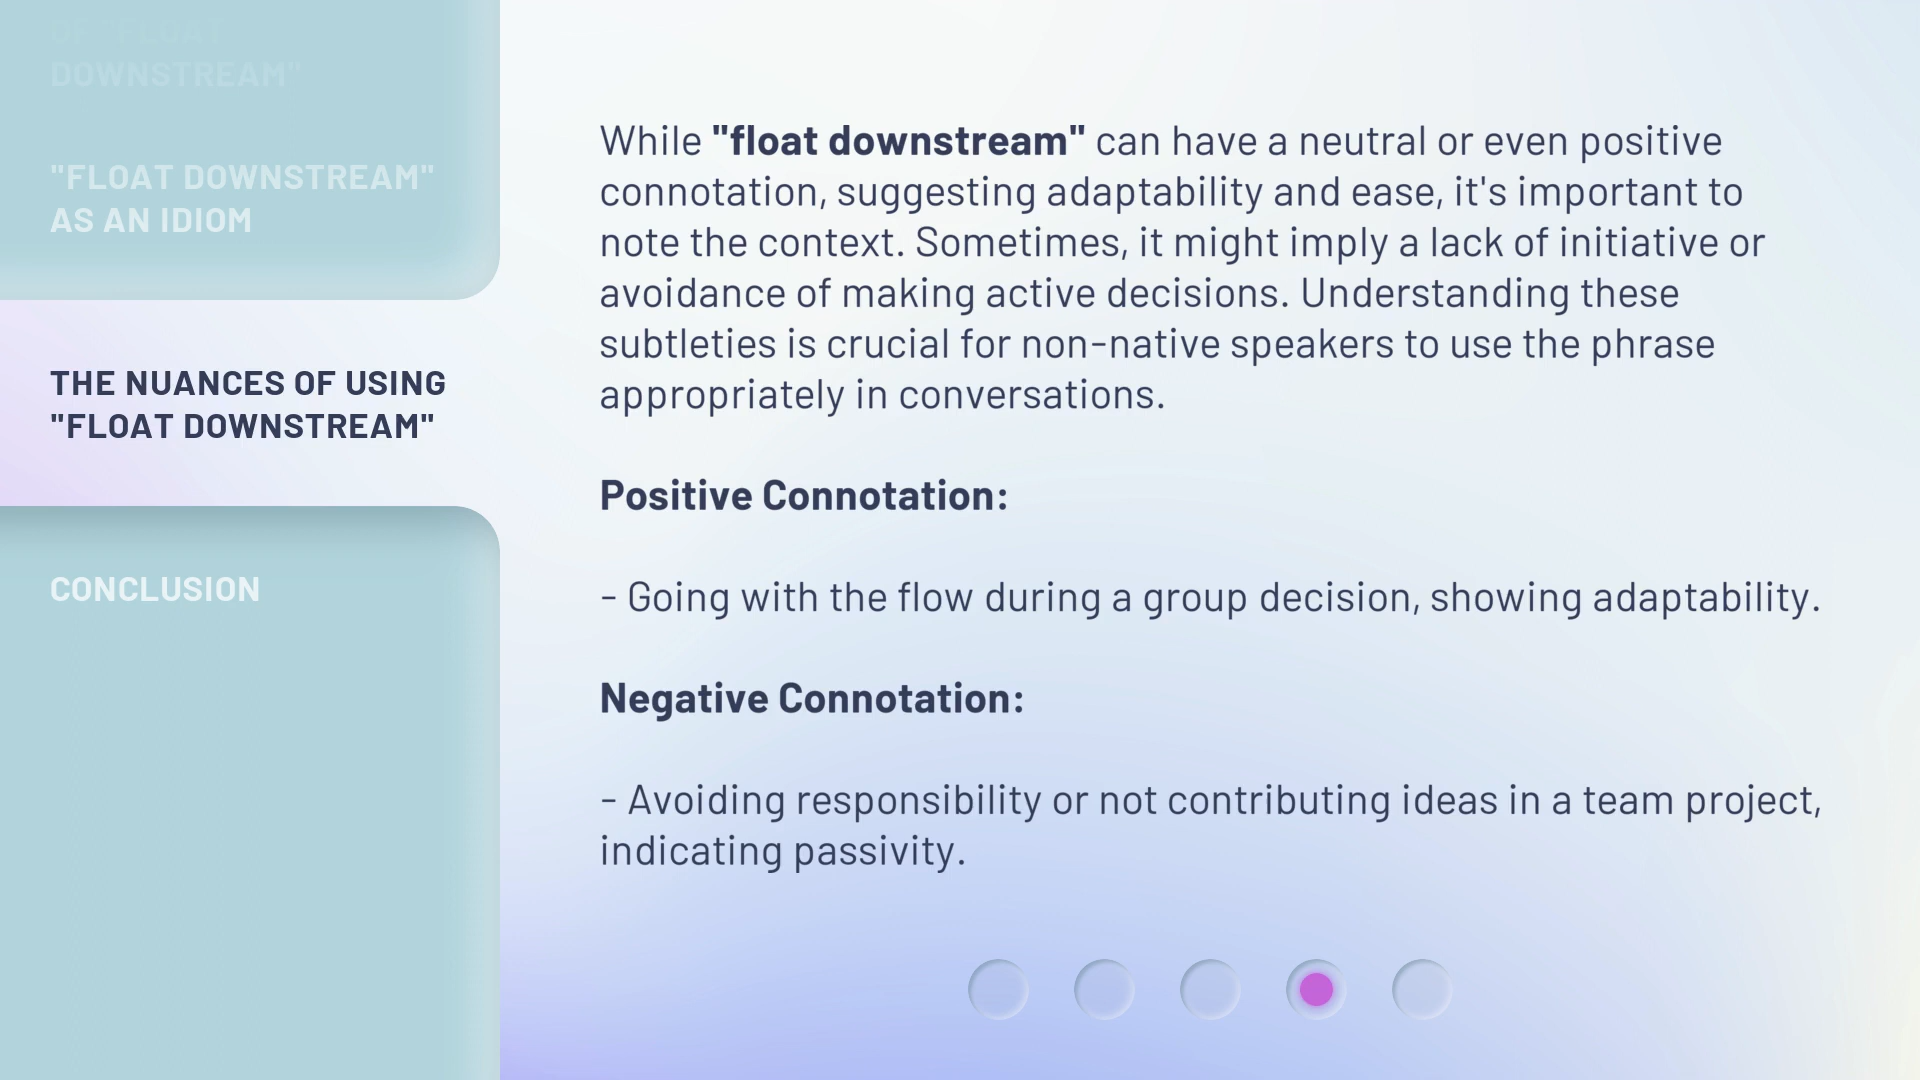 OF "FLOAT
DOWNSTREAM"
"FLOAT DOWNSTREAM"
AS AN IDIOM
THE NUANCES OF USING
"FLOAT DOWNSTREAM"
CONCLUSION
While "float downstream" can have a neutral or even positive
connotation, suggesting adaptability and ease, it's important to
note the context. Sometimes, it might imply a lack of initiative or
avoidance of making active decisions. Understanding these
subtleties is crucial for non-native speakers to use the phrase
appropriately in conversations.
Positive Connotation:
- Going with the flow during a group decision, showing adaptability.
Negative Connotation:
- Avoiding responsibility or not contributing ideas in a team project,
indicating passivity.